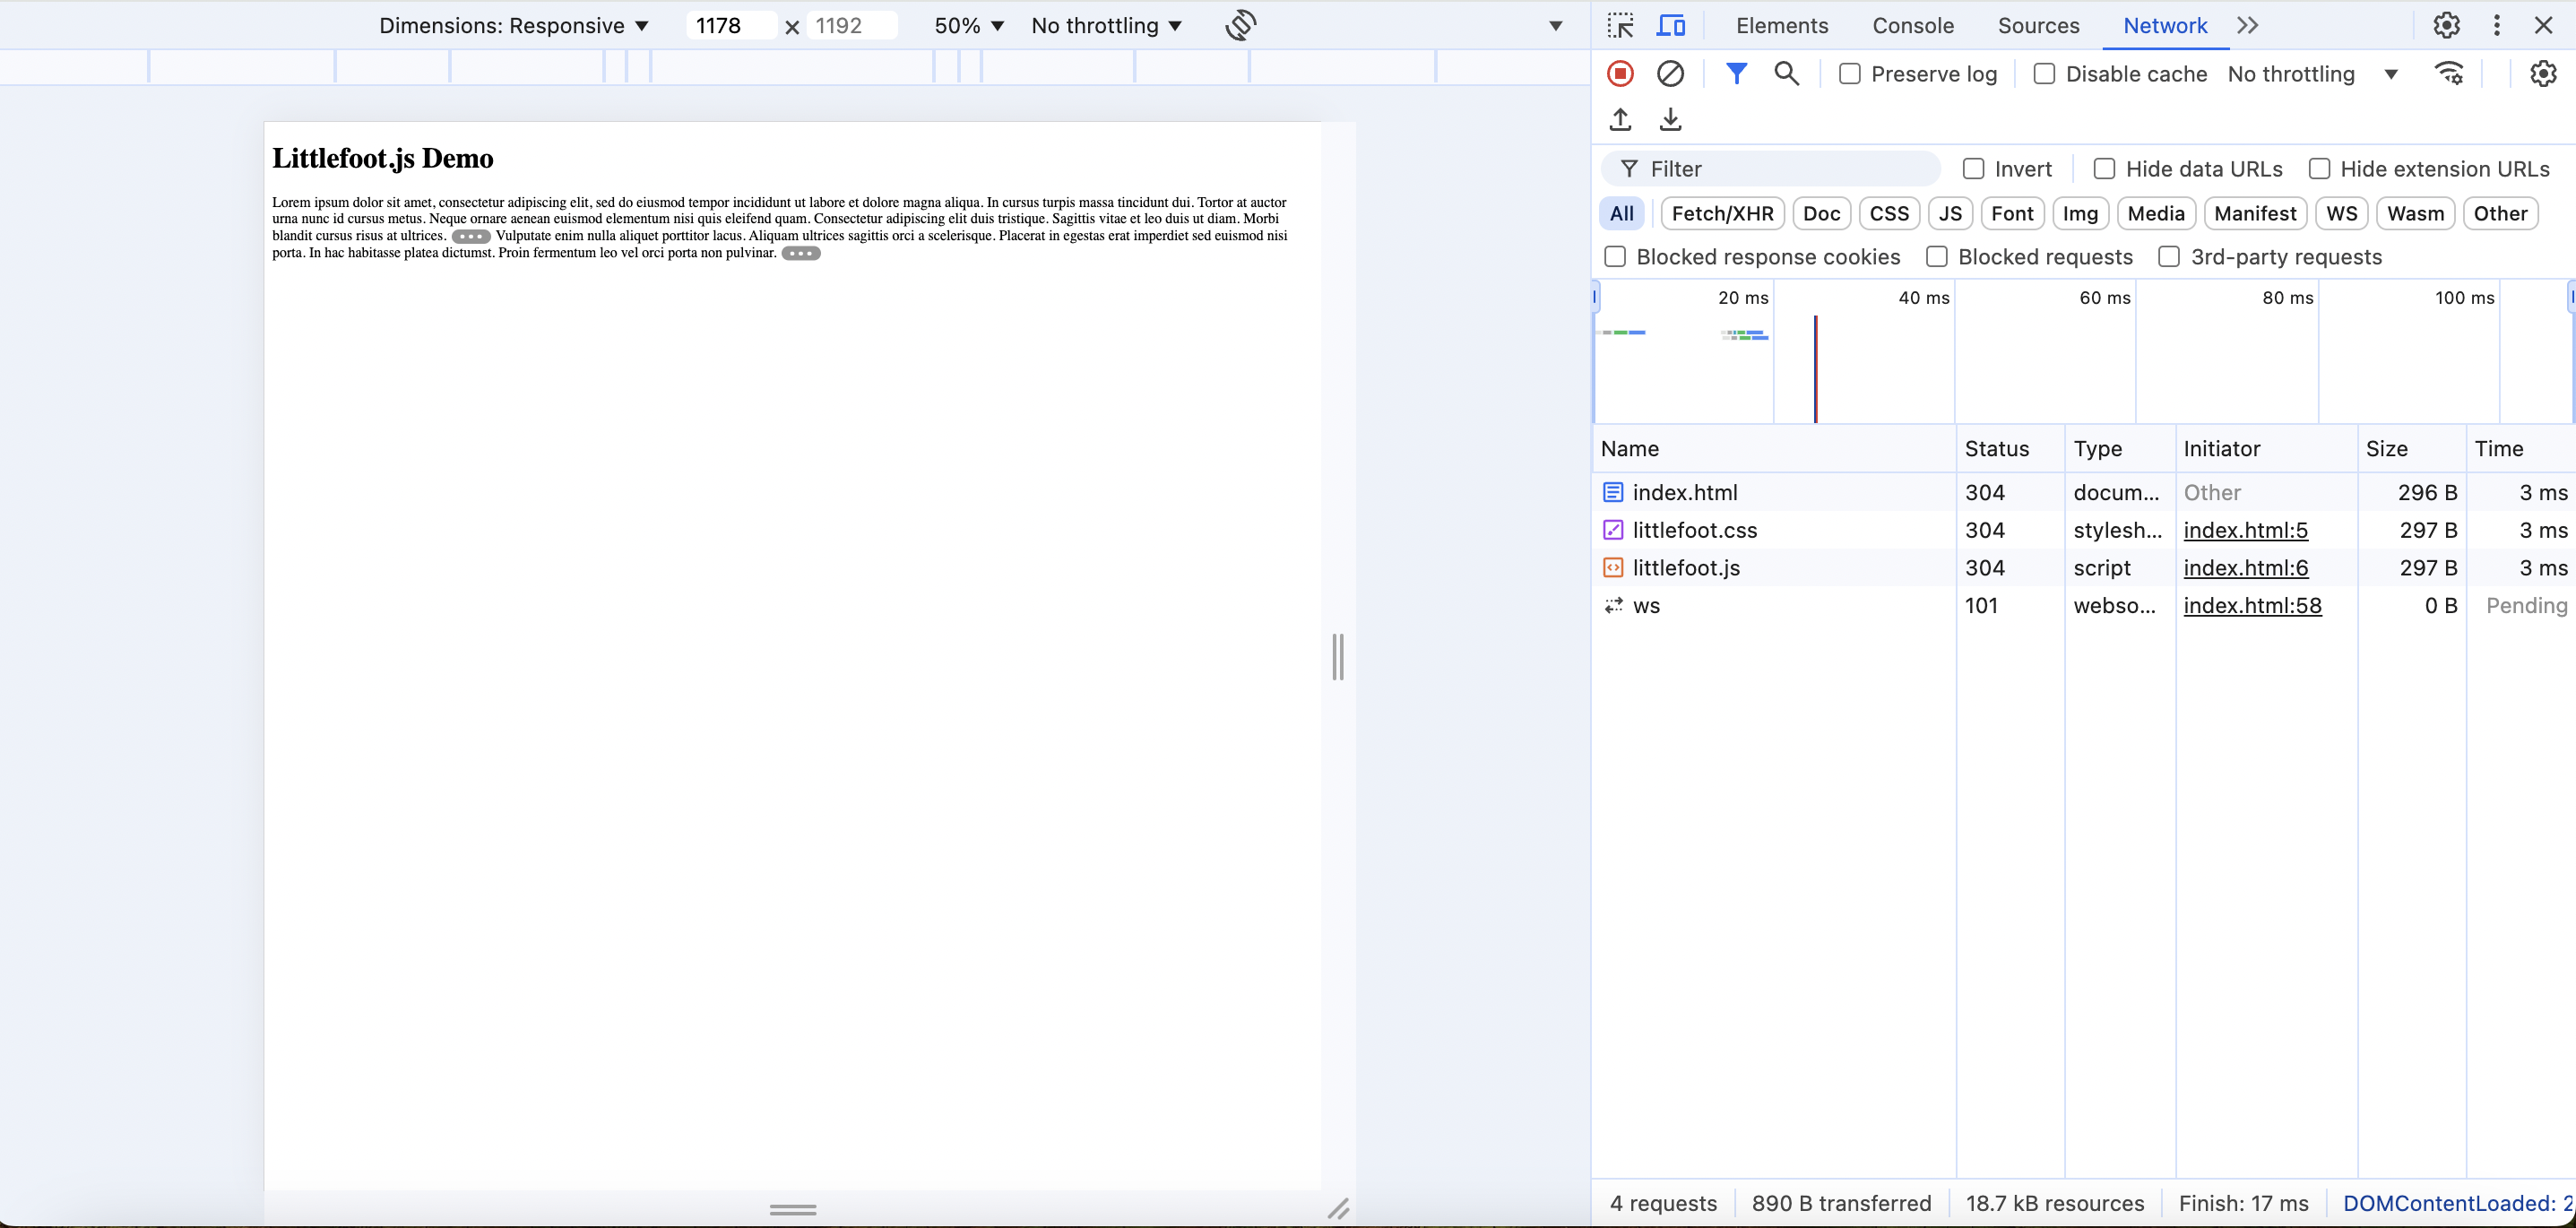 Dimensions: Responsive 1178 × 1192 50% No throttling
Littlefoot.js Demo
Lorem ipsum dolor sit amet, consectetur adipiscing elit, sed do eiusmod tempor incididunt ut labore et dolore magna aliqua. In cursus turpis massa tincidunt dui. Tortor at auctor
urna nunc id cursus metus. Neque ornare aenean euismod elementum nisi quis eleifend quam. Consectetur adipiscing elit duis tristique. Sagittis vitae et leo duis ut diam. Morbi
blandit cursus risus at ultrices. Vulputate enim nulla aliquet porttitor lacus. Aliquam ultrices sagittis orci a scelerisque. Placerat in egestas erat imperdiet sed euismod nisi
porta. In hac habitasse platea dictumst. Proin fermentum leo vel orci porta non pulvinar.
Elements Console Sources Network
Preserve log Disable cache No throttling
Filter Invert Hide data URLs Hide extension URLs
All Fetch/XHR Doc CSS JS Font Img Media Manifest WS Wasm Other
Blocked response cookies Blocked requests 3rd-party requests
20 ms 40 ms 60 ms 80 ms 100 ms
Name Status Type Initiator Size Time
index.html 304 docum... Other 296 B 3 ms
littlefoot.css 304 stylesh... index.html:5 297 B 3 ms
littlefoot.js 304 script index.html:6 297 B 3 ms
ws 101 webso... index.html:58 0 B Pending
4 requests 890 B transferred 18.7 kB resources Finish: 17 ms DOMContentLoaded: 2